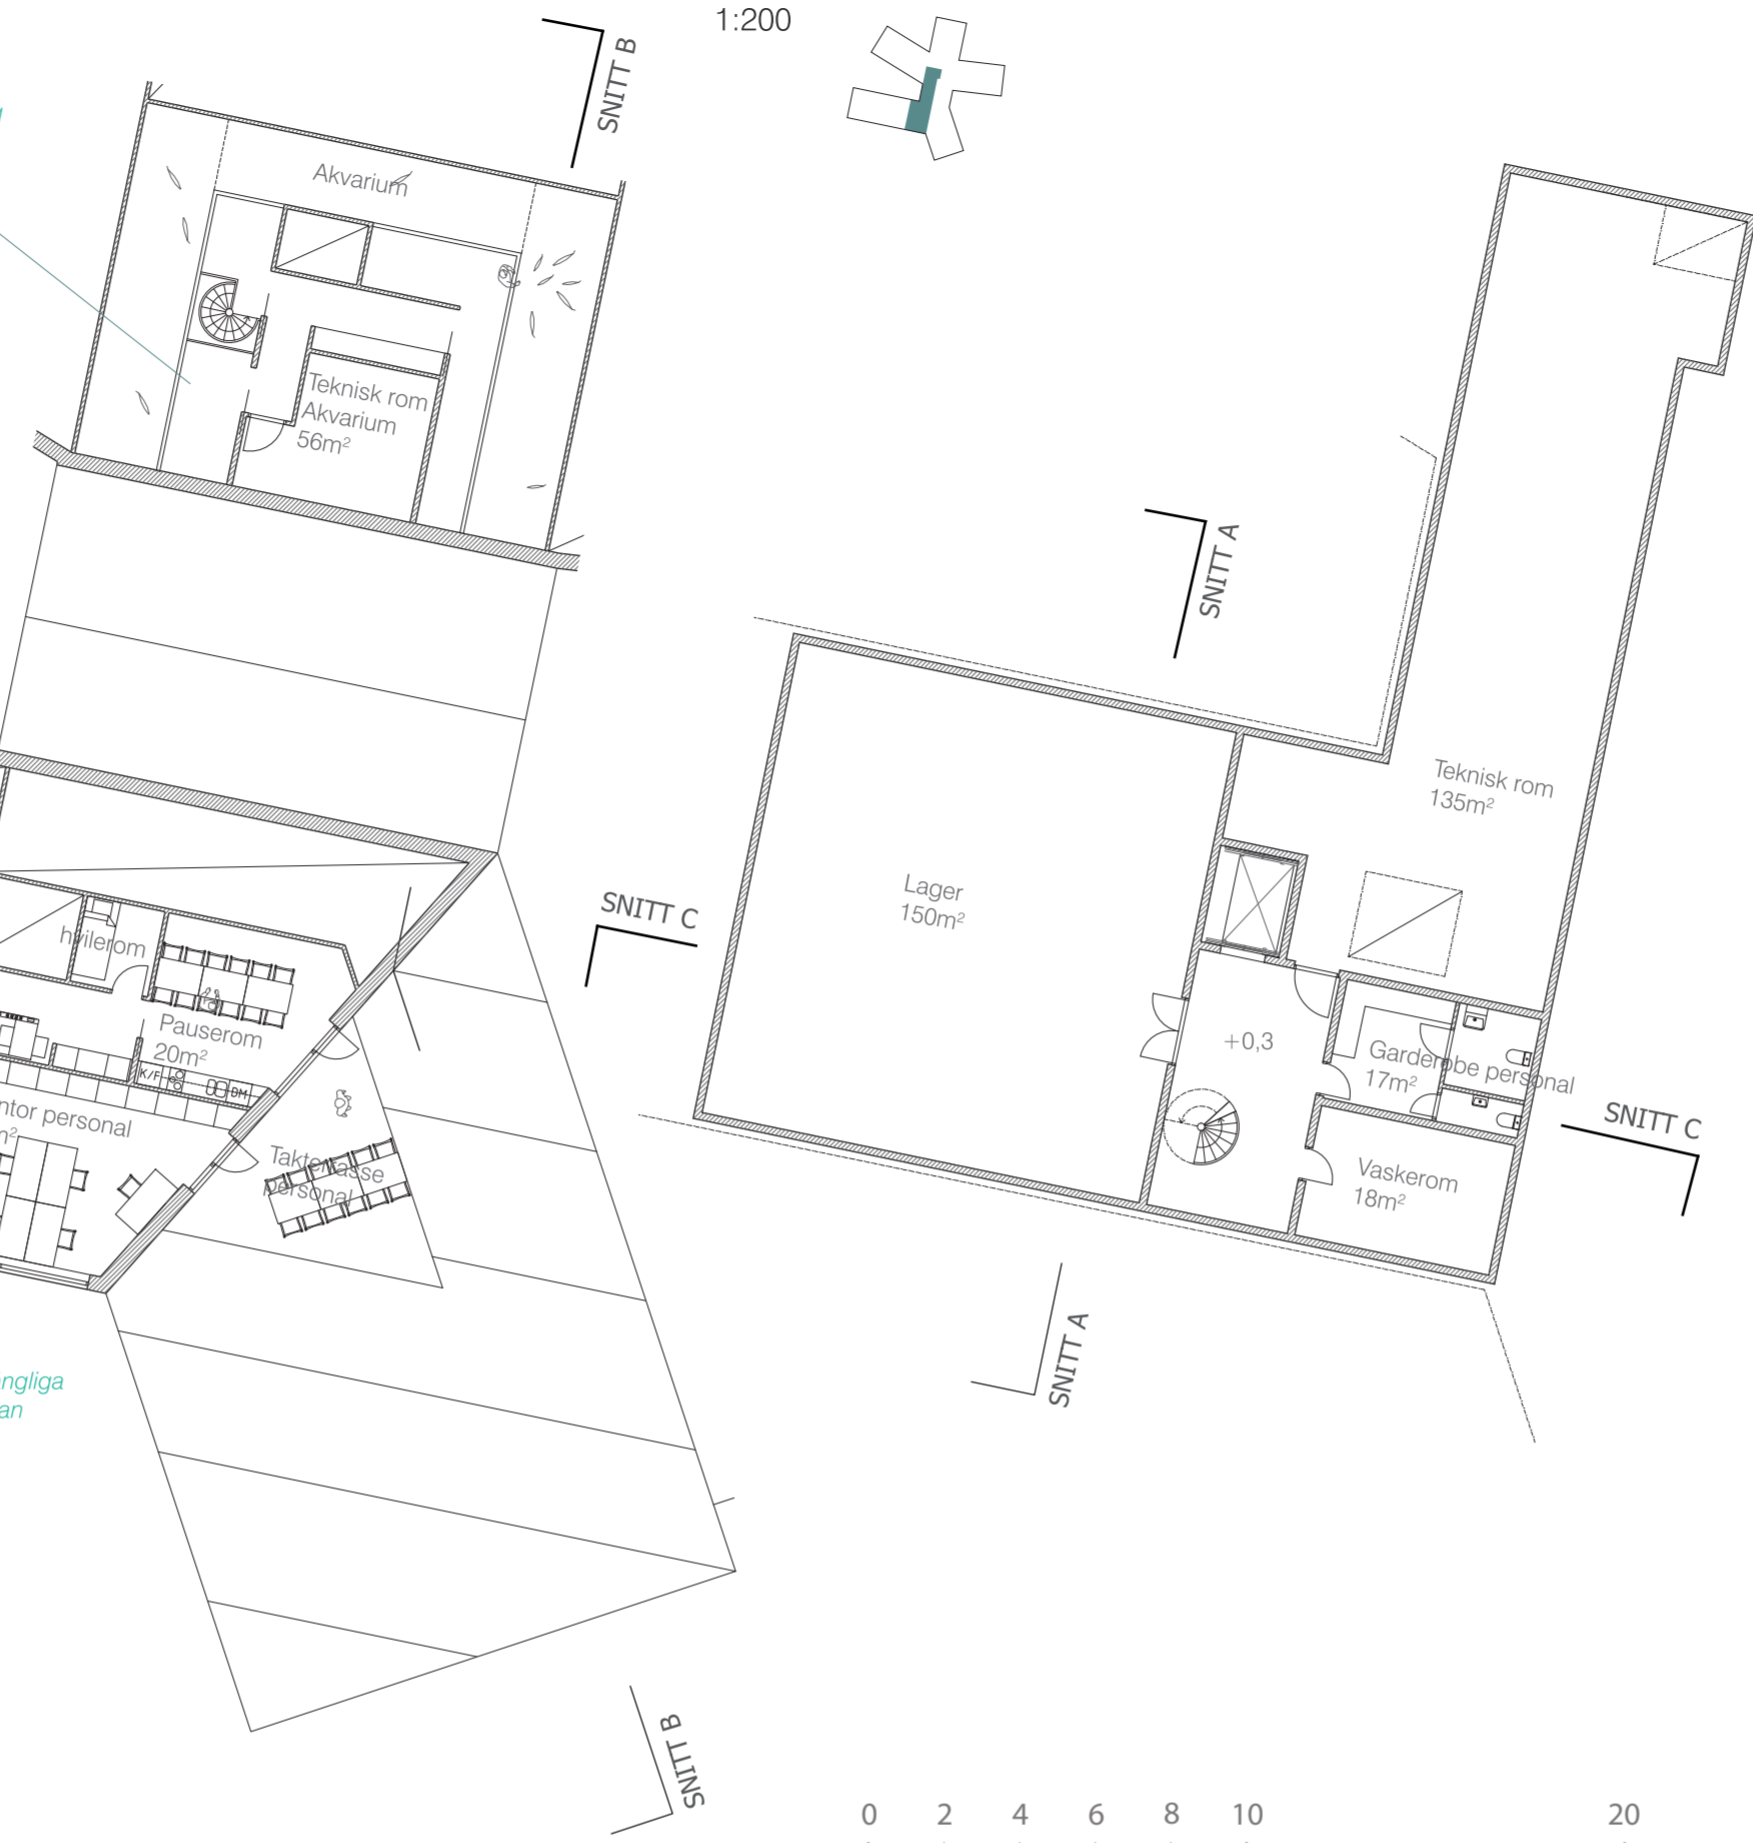 1:200
SNITT B
Akvarium
Teknisk rom
Akvarium
56m²
SNITT A
Teknisk rom
135m²
Lager
150m²
SNITT C
hvilerom
Pauserom
20m²
K/F
DM
ntor personal
m²
Takterrasse
personal
+0,3
Garderobe personal
17m²
SNITT C
Vaskerom
18m²
SNITT A
ngliga
an
SNITT B
0 2 4 6 8 10 20